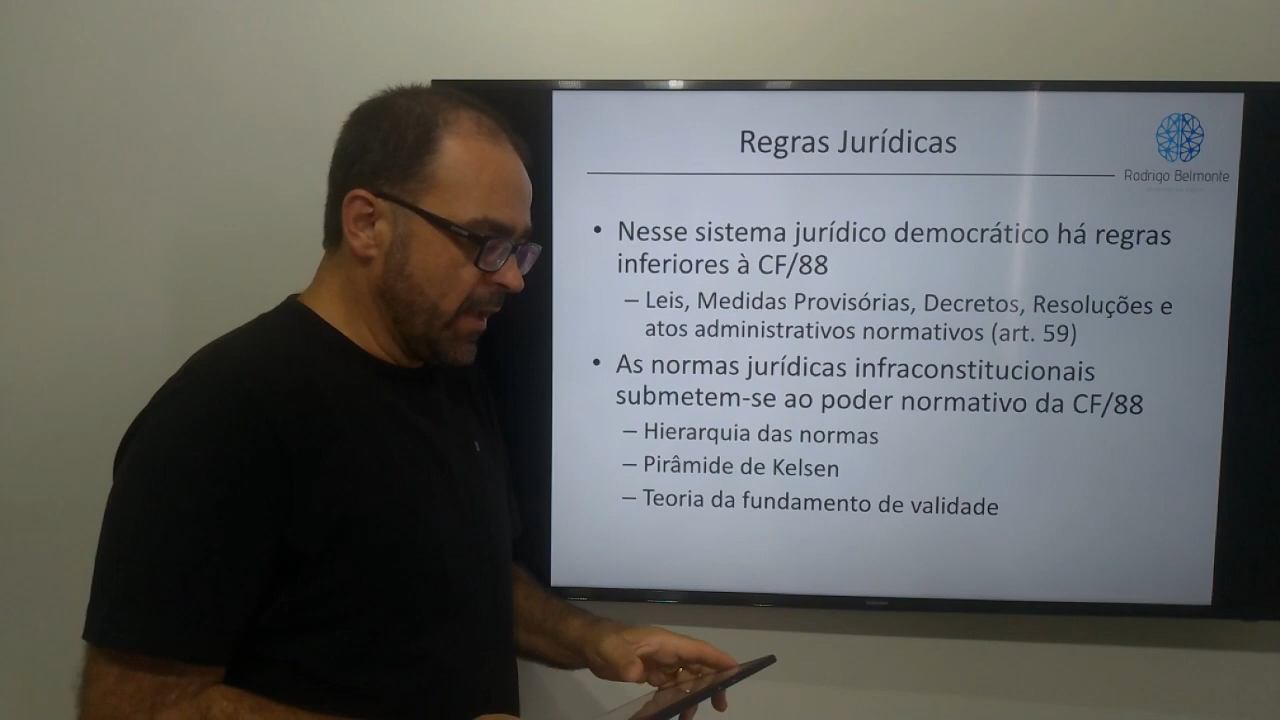 Regras Jurídicas
Rodrigo Belmonte
• Nesse sistema jurídico democrático há regras
inferiores à CF/88
– Leis, Medidas Provisórias, Decretos, Resoluções e
atos administrativos normativos (art. 59)
• As normas jurídicas infraconstitucionais
submetem-se ao poder normativo da CF/88
– Hierarquia das normas
– Pirâmide de Kelsen
– Teoria da fundamento de validade